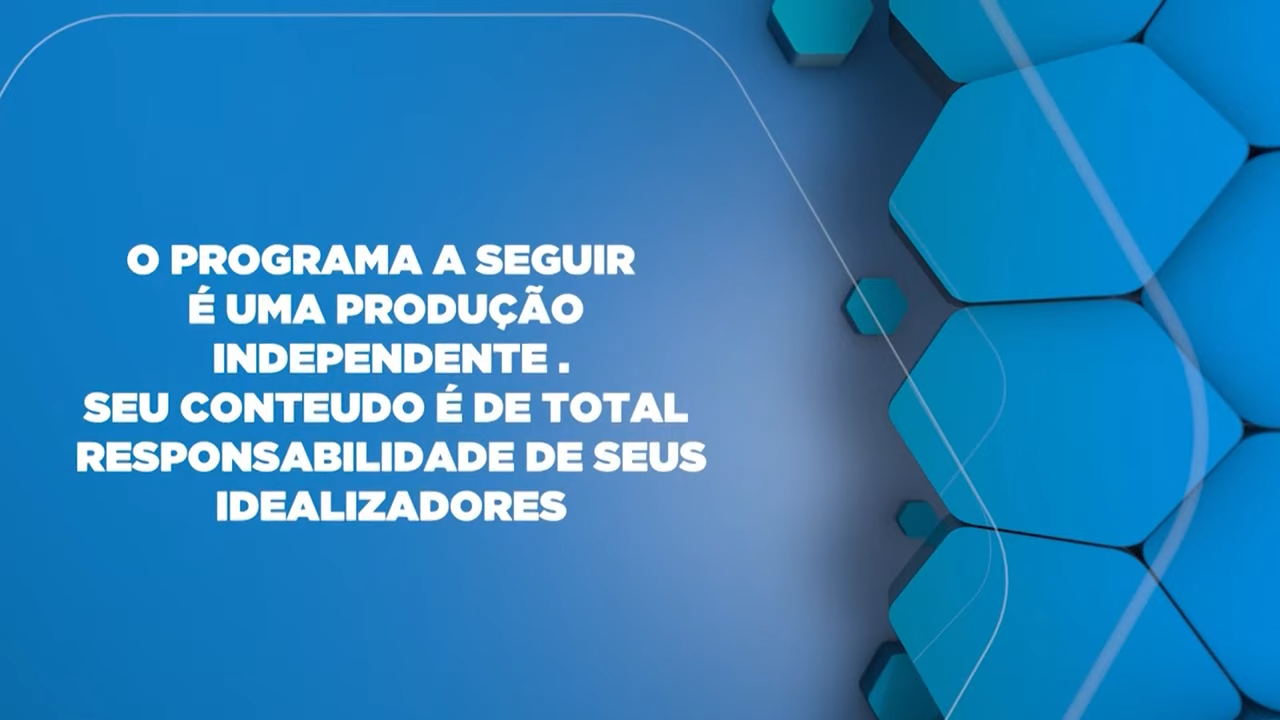 O PROGRAMA A SEGUIR
É UMA PRODUÇÃO
INDEPENDENTE .
SEU CONTEUDO É DE TOTAL
RESPONSABILIDADE DE SEUS
IDEALIZADORES